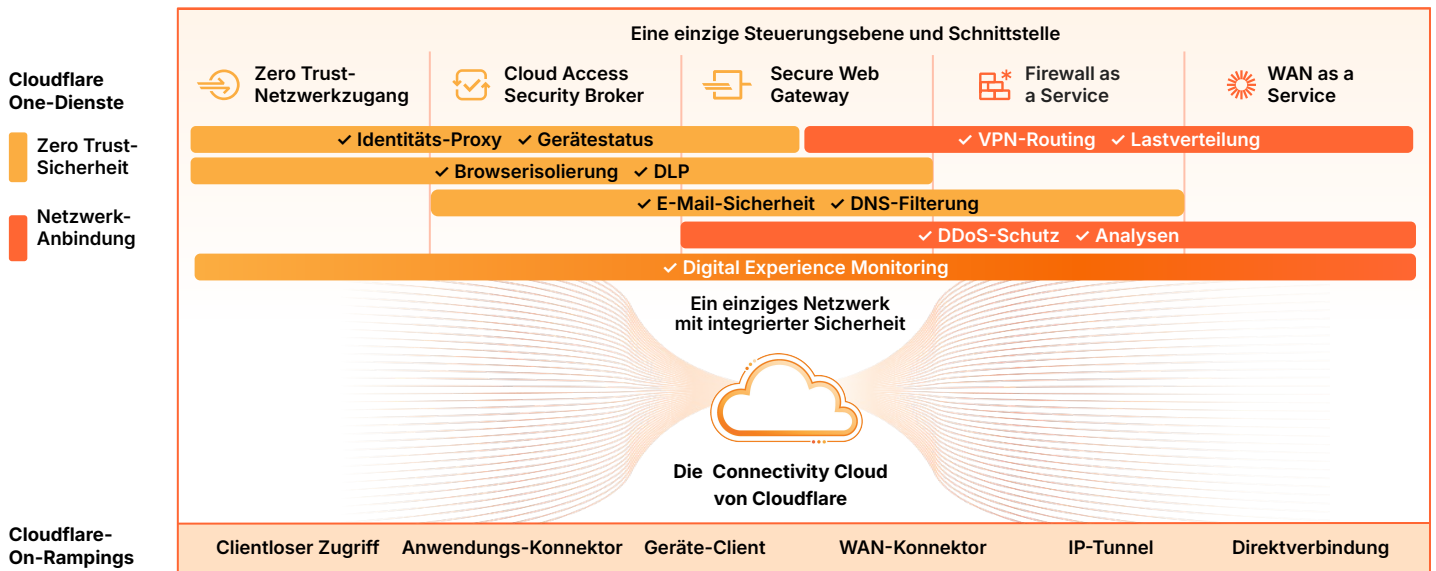 Eine einzige Steuerungsebene und Schnittstelle
Cloudflare
One-Dienste
Zero Trust-
Sicherheit
Netzwerk-
Anbindung
Zero Trust-
Netzwerkzugang
Cloud Access
Security Broker
Secure Web
Gateway
Firewall as
a Service
WAN as a
Service
✓ Identitäts-Proxy ✓ Gerätestatus
✓ VPN-Routing ✓ Lastverteilung
✓ Browserisolierung ✓ DLP
✓ E-Mail-Sicherheit ✓ DNS-Filterung
✓ DDoS-Schutz ✓ Analysen
✓ Digital Experience Monitoring
Ein einziges Netzwerk
mit integrierter Sicherheit
Die Connectivity Cloud
von Cloudflare
Cloudflare-
On-Rampings
Clientloser Zugriff
Anwendungs-Konnektor
Geräte-Client
WAN-Konnektor
IP-Tunnel
Direktverbindung